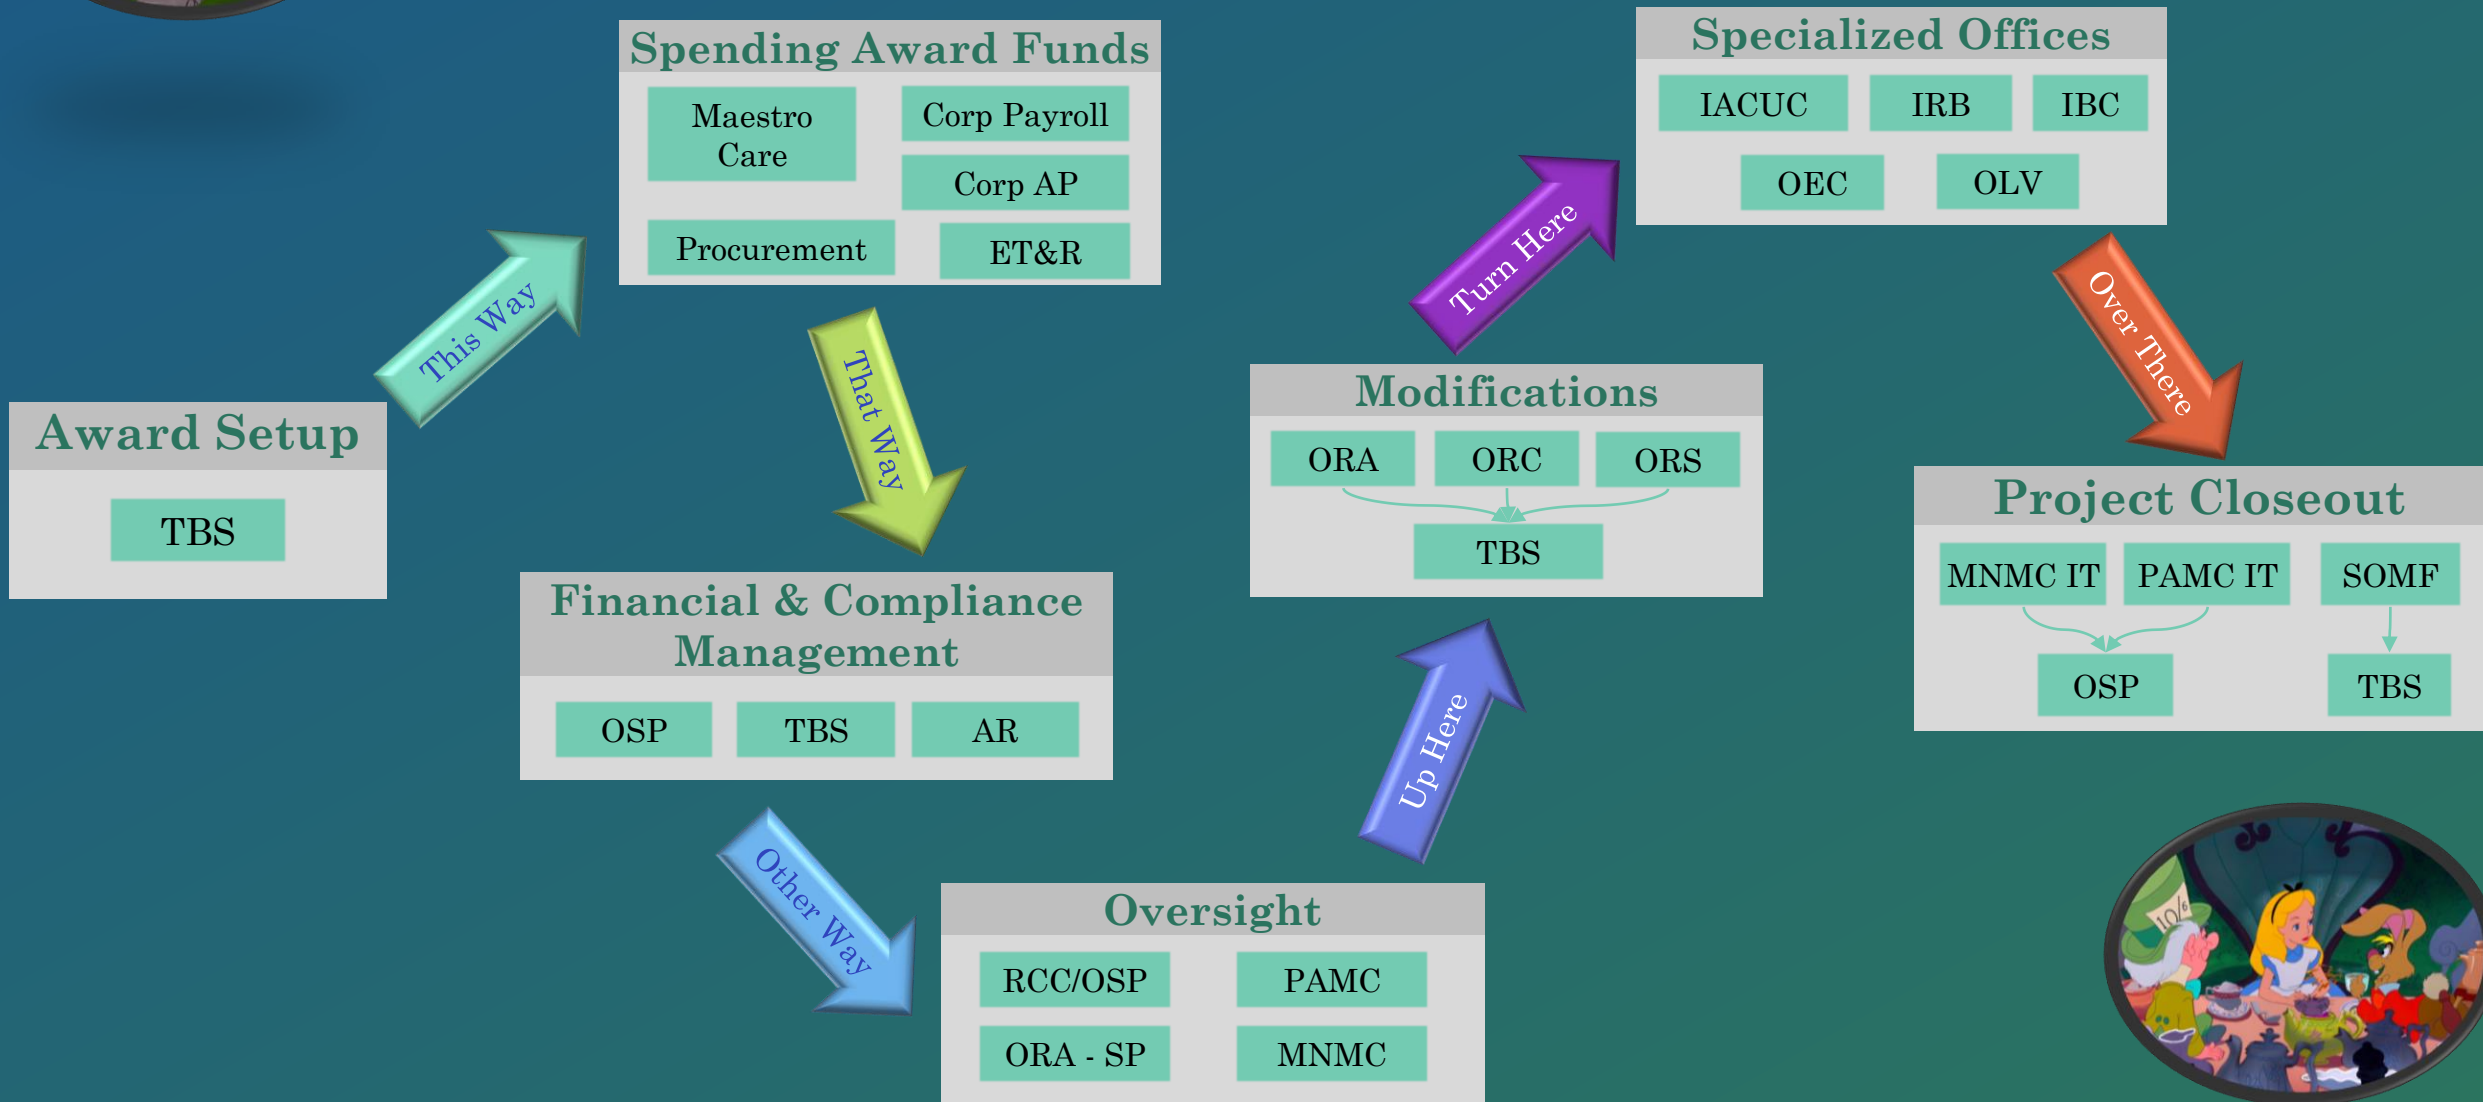 Award Setup
TBS
This Way
Spending Award Funds
Maestro
Care
Corp Payroll
Corp AP
Procurement
ET&R
That Way
Financial & Compliance
Management
OSP
TBS
AR
Other Way
Oversight
RCC/OSP
PAMC
ORA - SP
MNMC
Up Here
Modifications
ORA
ORC
ORS
TBS
Turn Here
Specialized Offices
IACUC
IRB
IBC
OEC
OLV
Over There
Project Closeout
MNMC IT
PAMC IT
SOMF
OSP
TBS
10/6